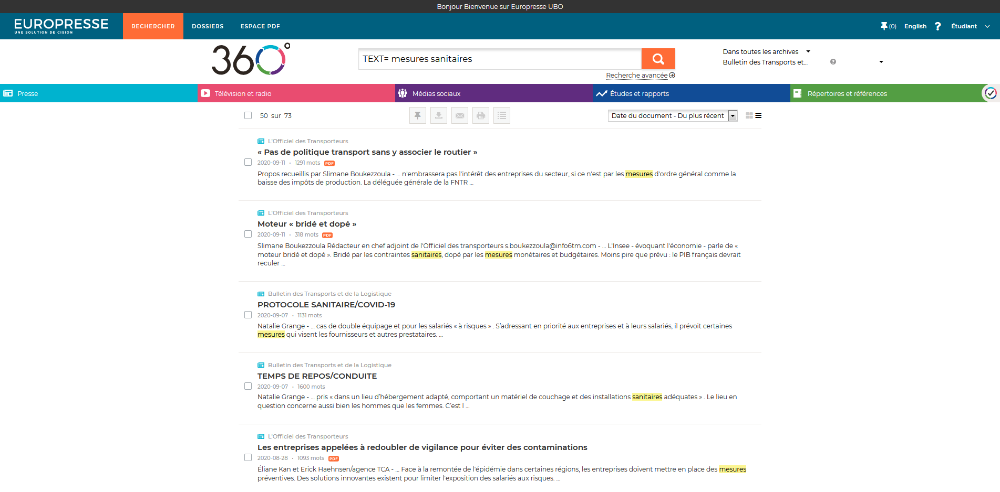 Bonjour Bienvenue sur Europresse UBO
EUROPRESSE
UNE SOLUTION DE CISION
RECHERCHER DOSSIERS ESPACE PDF
(0) English ? Étudiant
360°
TEXT= mesures sanitaires
Recherche avancée
Dans toutes les archives
Bulletin des Transports et...
Presse Télévision et radio Médias sociaux Études et rapports Répertoires et références
50 sur 73
Date du document - Du plus récent
L'Officiel des Transporteurs
« Pas de politique transport sans y associer le routier »
2020-09-11 • 1291 mots PDF
Propos recueillis par Slimane Boukezzoula - ... n'embrassera pas l'intérêt des entreprises du secteur, si ce n'est par les mesures d'ordre général comme la
baisse des impôts de production. La déléguée générale de la FNTR ...
L'Officiel des Transporteurs
Moteur « bridé et dopé »
2020-09-11 • 318 mots PDF
Slimane Boukezzoula Rédacteur en chef adjoint de l'Officiel des transporteurs s.boukezzoula@info6tm.com - ... L'Insee - évoquant l'économie - parle de «
moteur bridé et dopé ». Bridé par les contraintes sanitaires, dopé par les mesures monétaires et budgétaires. Moins pire que prévu : le PIB français devrait
reculer ...
Bulletin des Transports et de la Logistique
PROTOCOLE SANITAIRE/COVID-19
2020-09-07 • 1131 mots
Natalie Grange - ... cas de double équipage et pour les salariés « à risques » . S'adressant en priorité aux entreprises et à leurs salariés, il prévoit certaines
mesures qui visent les fournisseurs et autres prestataires. ...
Bulletin des Transports et de la Logistique
TEMPS DE REPOS/CONDUITE
2020-09-07 • 1600 mots
Natalie Grange - ... pris « dans un lieu d'hébergement adapté, comportant un matériel de couchage et des installations sanitaires adéquates » . Le lieu en
question concerne aussi bien les hommes que les femmes. C'est l ...
L'Officiel des Transporteurs
Les entreprises appelées à redoubler de vigilance pour éviter des contaminations
2020-08-28 • 1093 mots PDF
Éliane Kan et Erick Haehnsen/agence TCA - ... Face à la remontée de l'épidémie dans certaines régions, les entreprises doivent mettre en place des mesures
préventives. Des solutions innovantes existent pour limiter l'exposition des salariés aux risques. ...